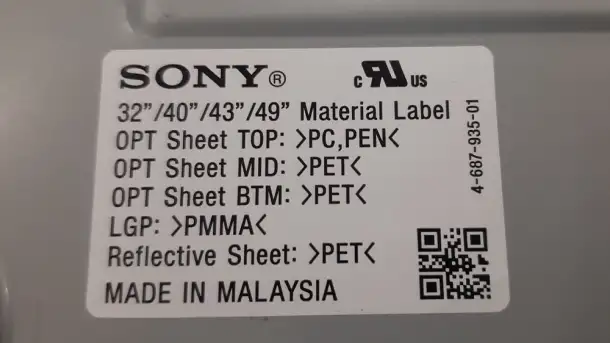 SONY® c RU US
32"/40"/43"/49" Material Label
OPT Sheet TOP: >PC,PEN<
OPT Sheet MID: >PET<
OPT Sheet BTM: >PET<
LGP: >PMMA<
Reflective Sheet: >PET<
MADE IN MALAYSIA
4-687-935-01